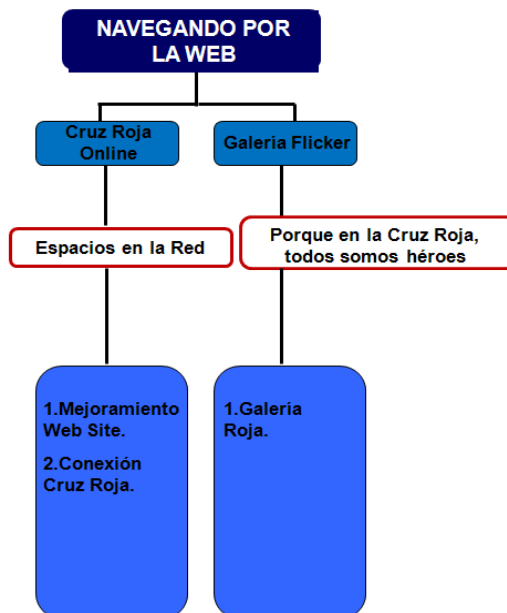 NAVEGANDO POR
LA WEB
Cruz Roja
Online
Galeria Flicker
Espacios en la Red
Porque en la Cruz Roja,
todos somos héroes
1.Mejoramiento
Web Site.
2.Conexión
Cruz Roja.
1.Galería
Roja.